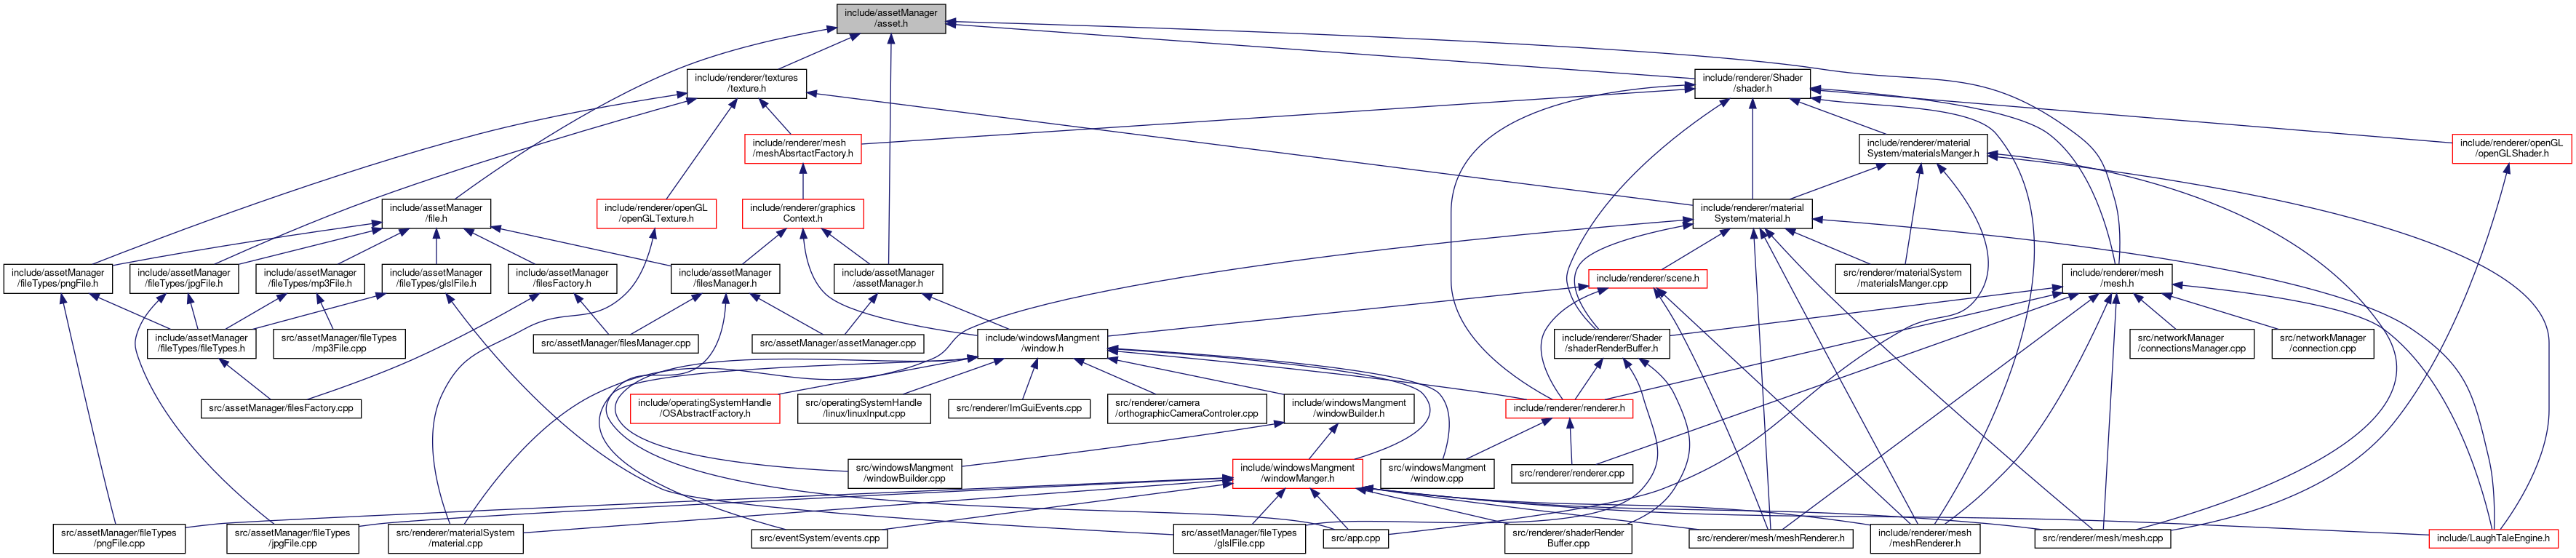 include/assetManager
/asset.h
include/renderer/textures
/texture.h
include/renderer/Shader
/shader.h
include/renderer/mesh
/meshAbsrtactFactory.h
include/renderer/material
System/materialsManger.h
include/renderer/openGL
/openGLShader.h
include/assetManager
/file.h
include/renderer/openGL
/openGLTexture.h
include/renderer/graphics
Context.h
include/renderer/material
System/material.h
include/assetManager
/fileTypes/pngFile.h
include/assetManager
/fileTypes/jpgFile.h
include/assetManager
/fileTypes/mp3File.h
include/assetManager
/fileTypes/glslFile.h
include/assetManager
/filesFactory.h
include/assetManager
/filesManager.h
include/assetManager
/assetManager.h
include/renderer/scene.h
src/renderer/materialSystem
/materialsManger.cpp
include/renderer/mesh
/mesh.h
include/assetManager
/fileTypes/fileTypes.h
src/assetManager/fileTypes
/mp3File.cpp
src/assetManager/filesManager.cpp
src/assetManager/assetManager.cpp
include/windowsMangment
/window.h
include/renderer/Shader
/shaderRenderBuffer.h
src/networkManager
/connectionsManager.cpp
src/networkManager
/connection.cpp
src/assetManager/filesFactory.cpp
include/operatingSystemHandle
/OSAbstractFactory.h
src/operatingSystemHandle
/linux/linuxInput.cpp
src/renderer/ImGuiEvents.cpp
src/renderer/camera
/orthographicCameraControler.cpp
include/windowsMangment
/windowBuilder.h
include/renderer/renderer.h
src/windowsMangment
/windowBuilder.cpp
include/windowsMangment
/windowManger.h
src/windowsMangment
/window.cpp
src/renderer/renderer.cpp
src/assetManager/fileTypes
/pngFile.cpp
src/assetManager/fileTypes
/jpgFile.cpp
src/renderer/materialSystem
/material.cpp
src/eventSystem/events.cpp
src/assetManager/fileTypes
/glslFile.cpp
src/app.cpp
src/renderer/shaderRender
Buffer.cpp
src/renderer/mesh/meshRenderer.h
include/renderer/mesh
/meshRenderer.h
src/renderer/mesh/mesh.cpp
include/LaughTaleEngine.h